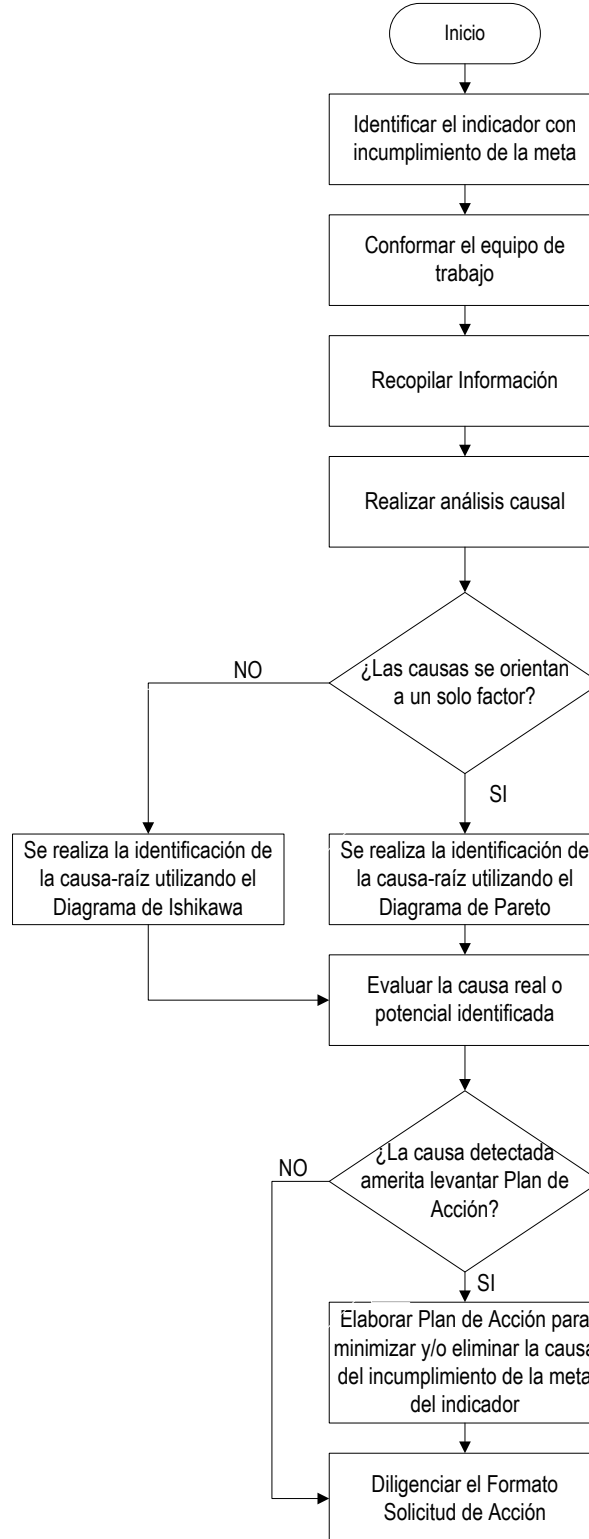 Inicio
Identificar el indicador con
incumplimiento de la meta
Conformar el equipo de
trabajo
Recopilar Información
Realizar análisis causal
¿Las causas se orientan
a un solo factor?
NO
SI
Se realiza la identificación de
la causa-raíz utilizando el
Diagrama de Ishikawa
Se realiza la identificación de
la causa-raíz utilizando el
Diagrama de Pareto
Evaluar la causa real o
potencial identificada
¿La causa detectada
amerita levantar Plan de
Acción?
NO
SI
Elaborar Plan de Acción para
minimizar y/o eliminar la causa
del incumplimiento de la meta
del indicador
Diligenciar el Formato
Solicitud de Acción